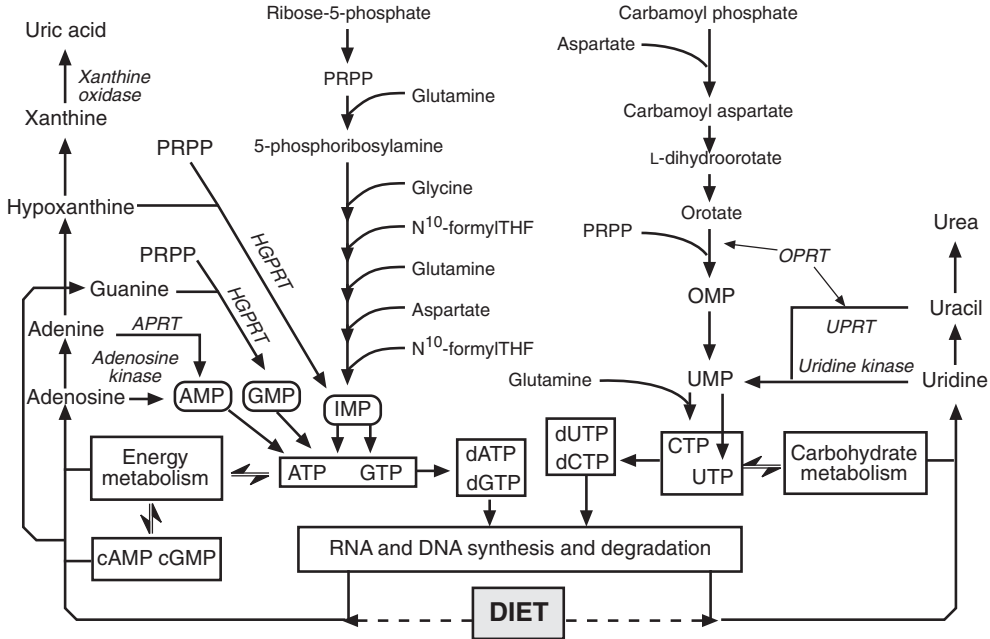 Ribose-5-phosphate
Carbamoyl phosphate
Uric acid
Aspartate
Xanthine
oxidase
PRPP
Glutamine
Xanthine
Carbamoyl aspartate
PRPP
5-phosphoribosylamine
L-dihydroorotate
Glycine
Hypoxanthine
Orotate
N10-formylTHF
PRPP
Urea
HGPRT
PRPP
OPRT
Glutamine
Guanine
OMP
HGPRT
Aspartate
Uracil
Adenine
APRT
UPRT
N10-formylTHF
Adenosine
kinase
Glutamine
UMP
Uridine kinase
Uridine
Adenosine
AMP
GMP
IMP
dUTP
dCTP
CTP
UTP
Carbohydrate
metabolism
Energy
metabolism
ATP GTP
dATP
dGTP
cAMP cGMP
RNA and DNA synthesis and degradation
DIET